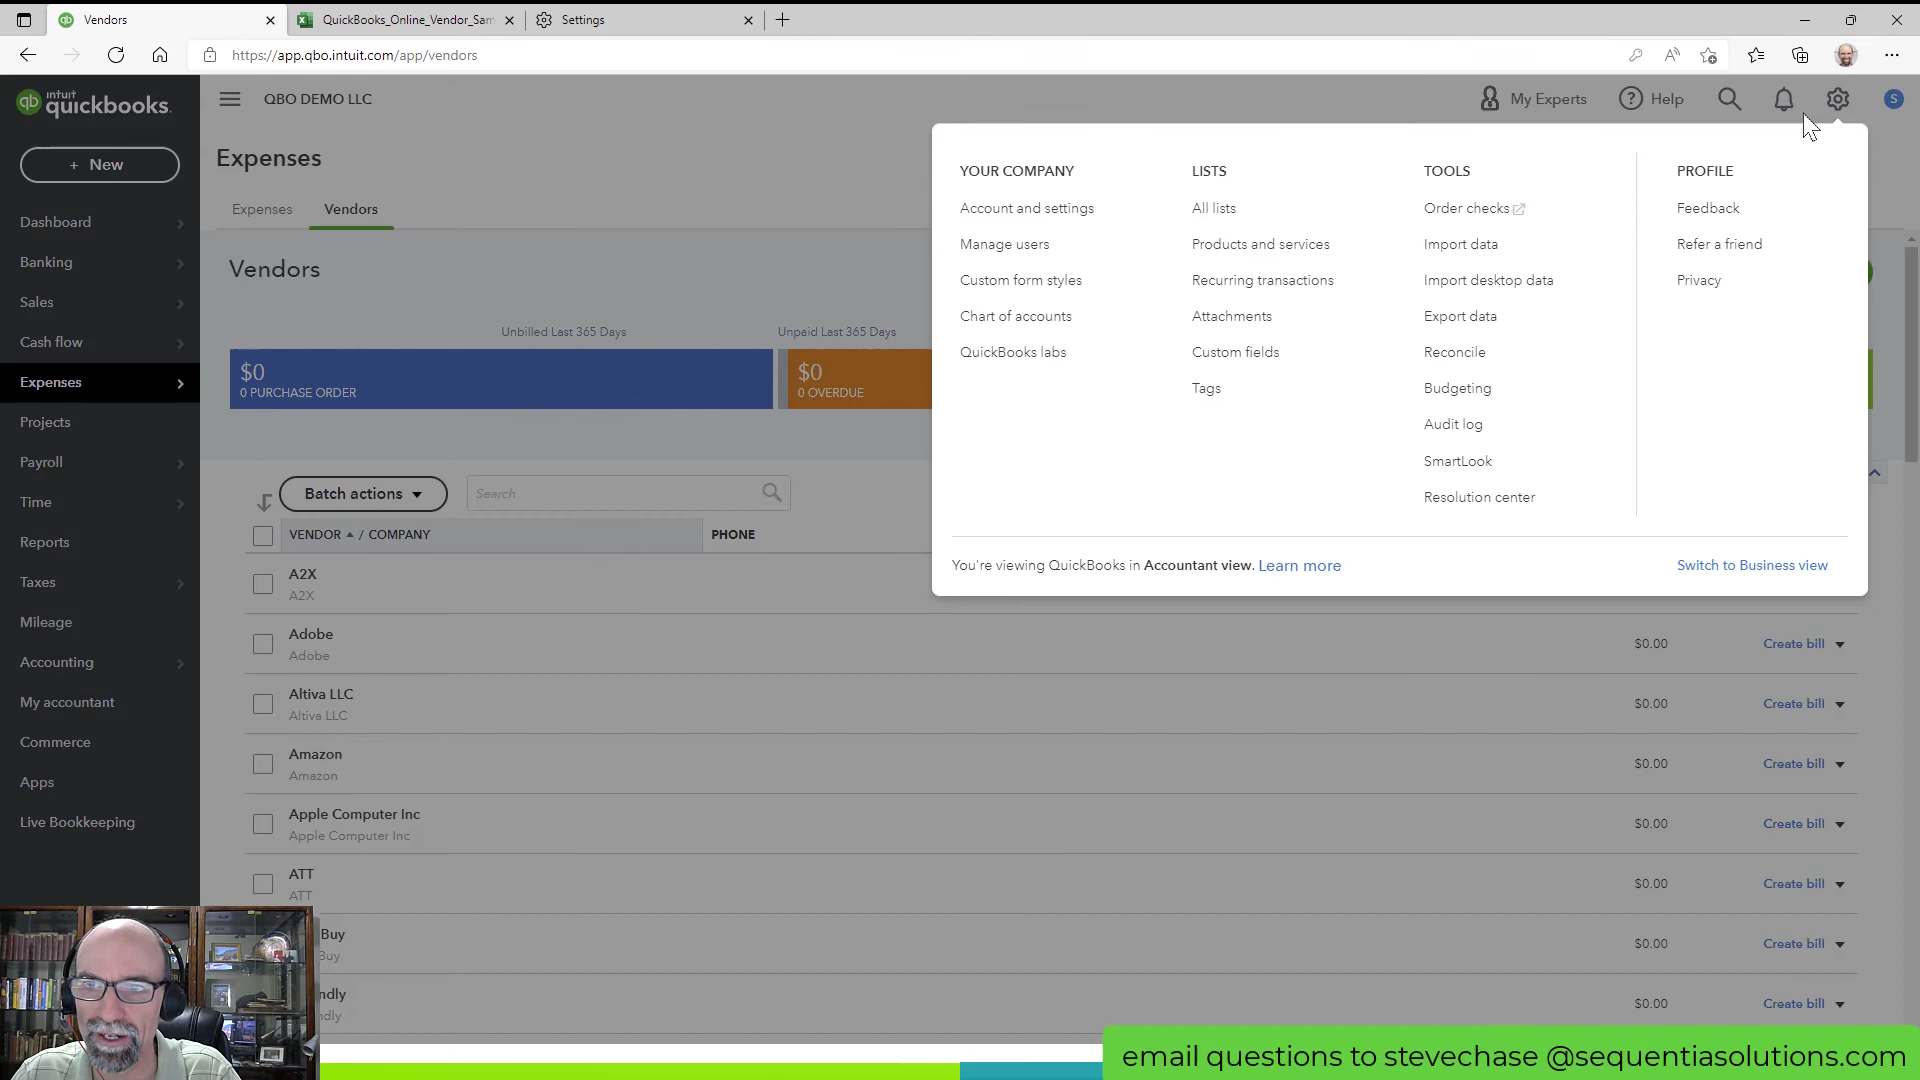 Vendors
QuickBooks_Online_Vendor_Sam
Settings
https://app.qbo.intuit.com/app/vendors
intuit quickbooks.
QBO DEMO LLC
My Experts
Help
S
+ New
Dashboard
Banking
Sales
Cash flow
Expenses
Projects
Payroll
Time
Reports
Taxes
Mileage
Accounting
My accountant
Commerce
Apps
Live Bookkeeping
Expenses
Expenses
Vendors
Vendors
Unbilled Last 365 Days
Unpaid Last 365 Days
$0
0 PURCHASE ORDER
$0
0 OVERDUE
YOUR COMPANY
Account and settings
Manage users
Custom form styles
Chart of accounts
QuickBooks labs
LISTS
All lists
Products and services
Recurring transactions
Attachments
Custom fields
Tags
TOOLS
Order checks
Import data
Import desktop data
Export data
Reconcile
Budgeting
Audit log
SmartLook
Resolution center
PROFILE
Feedback
Refer a friend
Privacy
You're viewing QuickBooks in Accountant view. Learn more
Switch to Business view
Batch actions
Search
VENDOR / COMPANY
PHONE
A2X
A2X
Adobe
Adobe
$0.00
Create bill
Altiva LLC
Altiva LLC
$0.00
Create bill
Amazon
Amazon
$0.00
Create bill
Apple Computer Inc
Apple Computer Inc
$0.00
Create bill
ATT
ATT
$0.00
Create bill
Buy
Buy
$0.00
Create bill
ndly
ndly
$0.00
Create bill
email questions to stevechase @sequentiasolutions.com